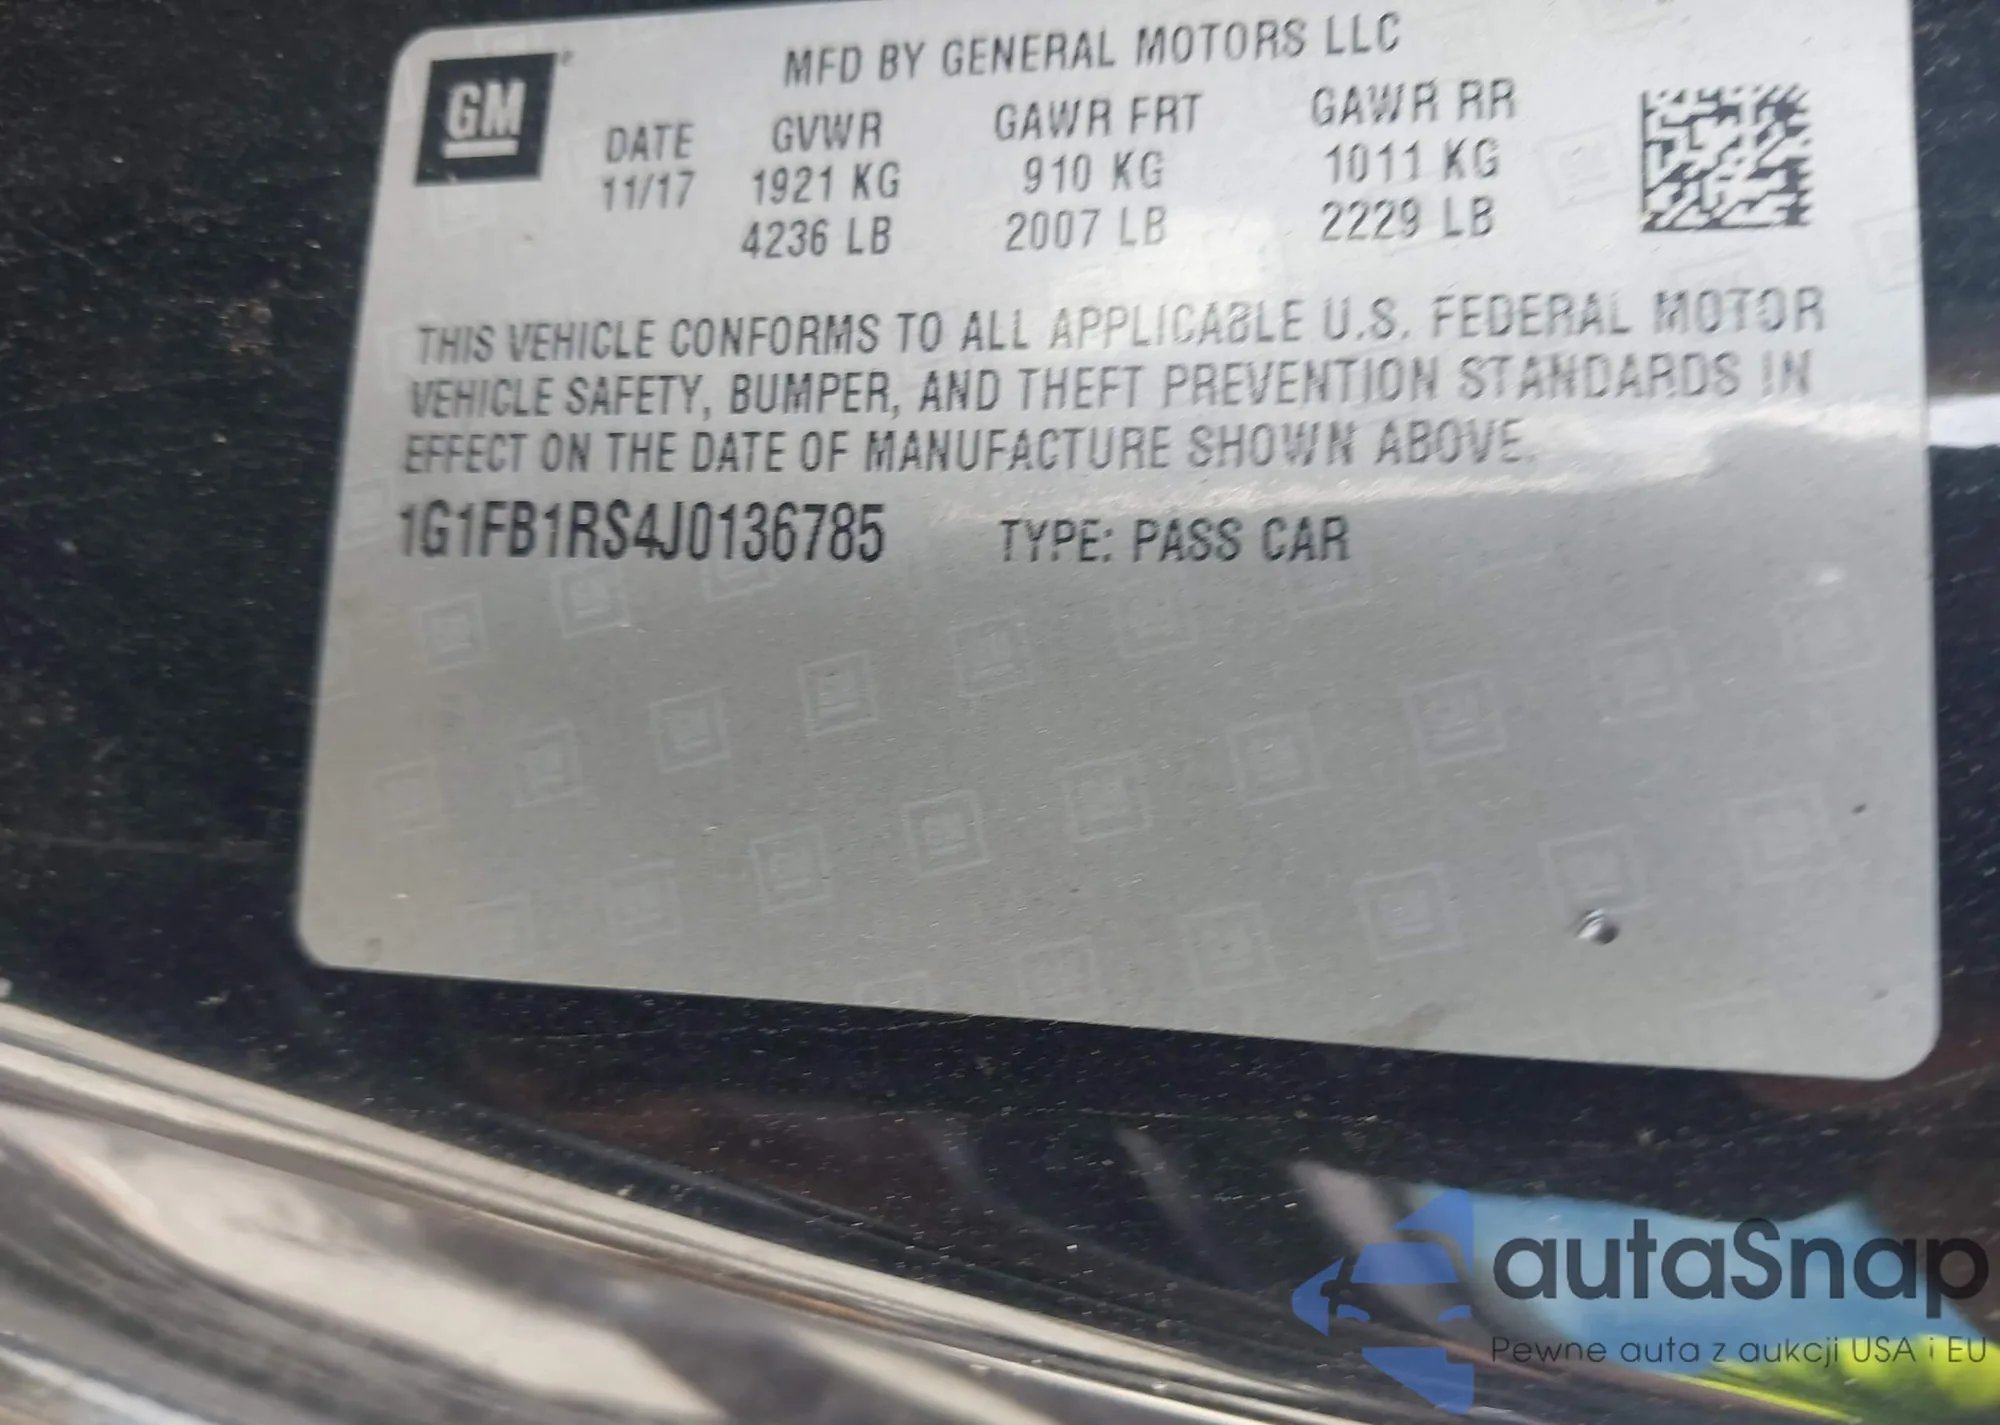 GM
MFD BY GENERAL MOTORS LLC
DATE GVWR GAWR FRT GAWR RR
11/17 1921 KG 910 KG 1011 KG
4236 LB 2007 LB 2229 LB
THIS VEHICLE CONFORMS TO ALL APPLICABLE U.S. FEDERAL MOTOR
VEHICLE SAFETY, BUMPER, AND THEFT PREVENTION STANDARDS IN
EFFECT ON THE DATE OF MANUFACTURE SHOWN ABOVE.
1G1FB1RS4J0136785 TYPE: PASS CAR
autaSnap
Pewne auta z aukcji USA i EU